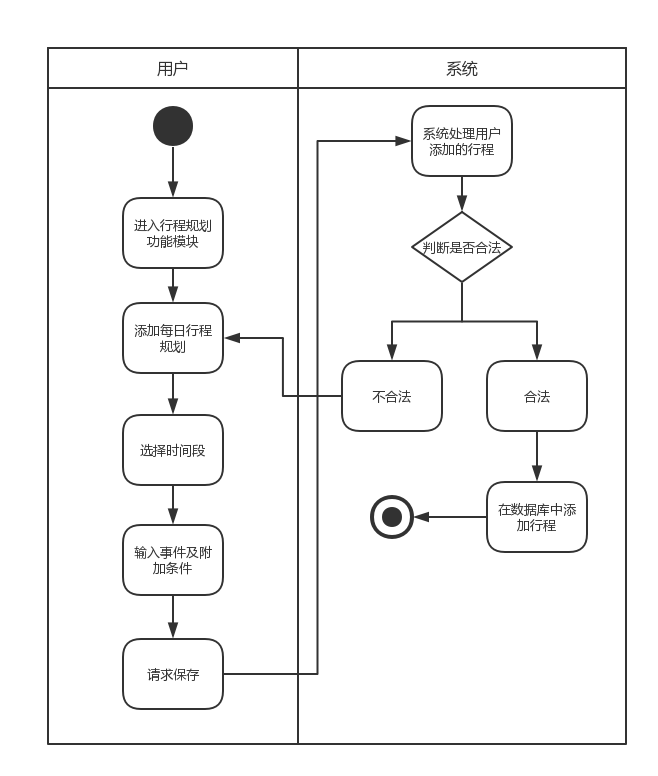 用户
系统
进入行程规划
功能模块
添加每日行程
规划
选择时间段
输入事件及附
加条件
请求保存
系统处理用户
添加的行程
判断是否合法
不合法
合法
在数据库中添
加行程